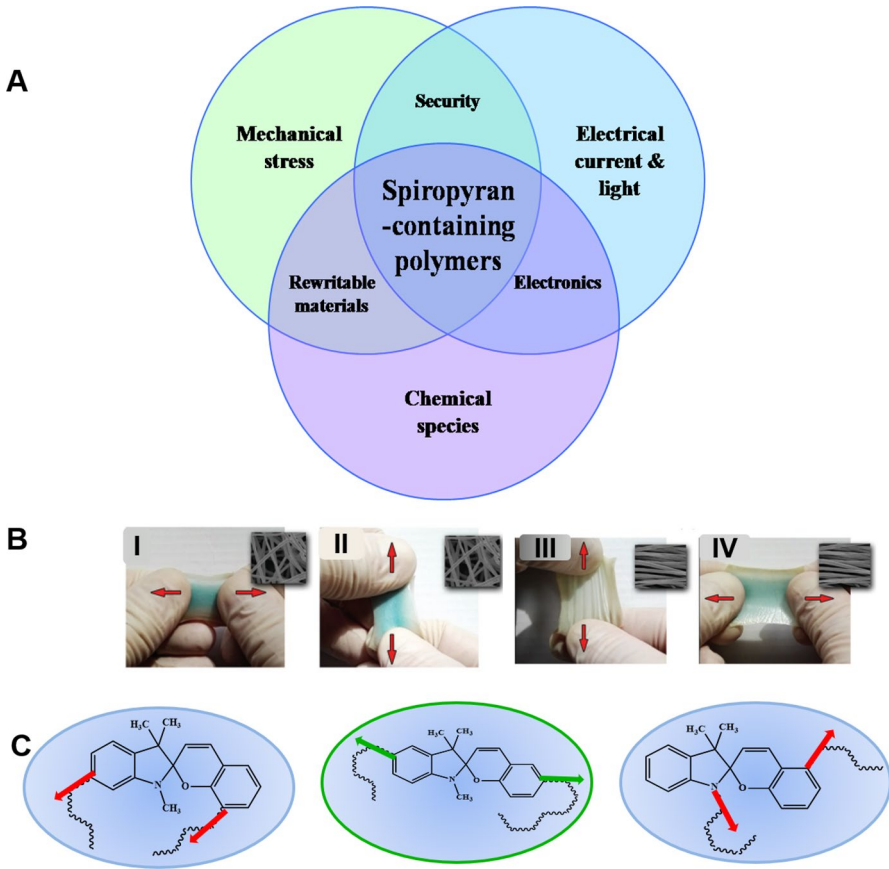 A
Mechanical
stress
Security
Electrical
current &
light
Spiropyran
-containing
polymers
Rewritable
materials
Electronics
Chemical
species
B
I
II
III
IV
C
H₃C
CH₃
N
O
CH₃
H₃C
CH₃
N
O
CH₃
H₃C
CH₃
N
O